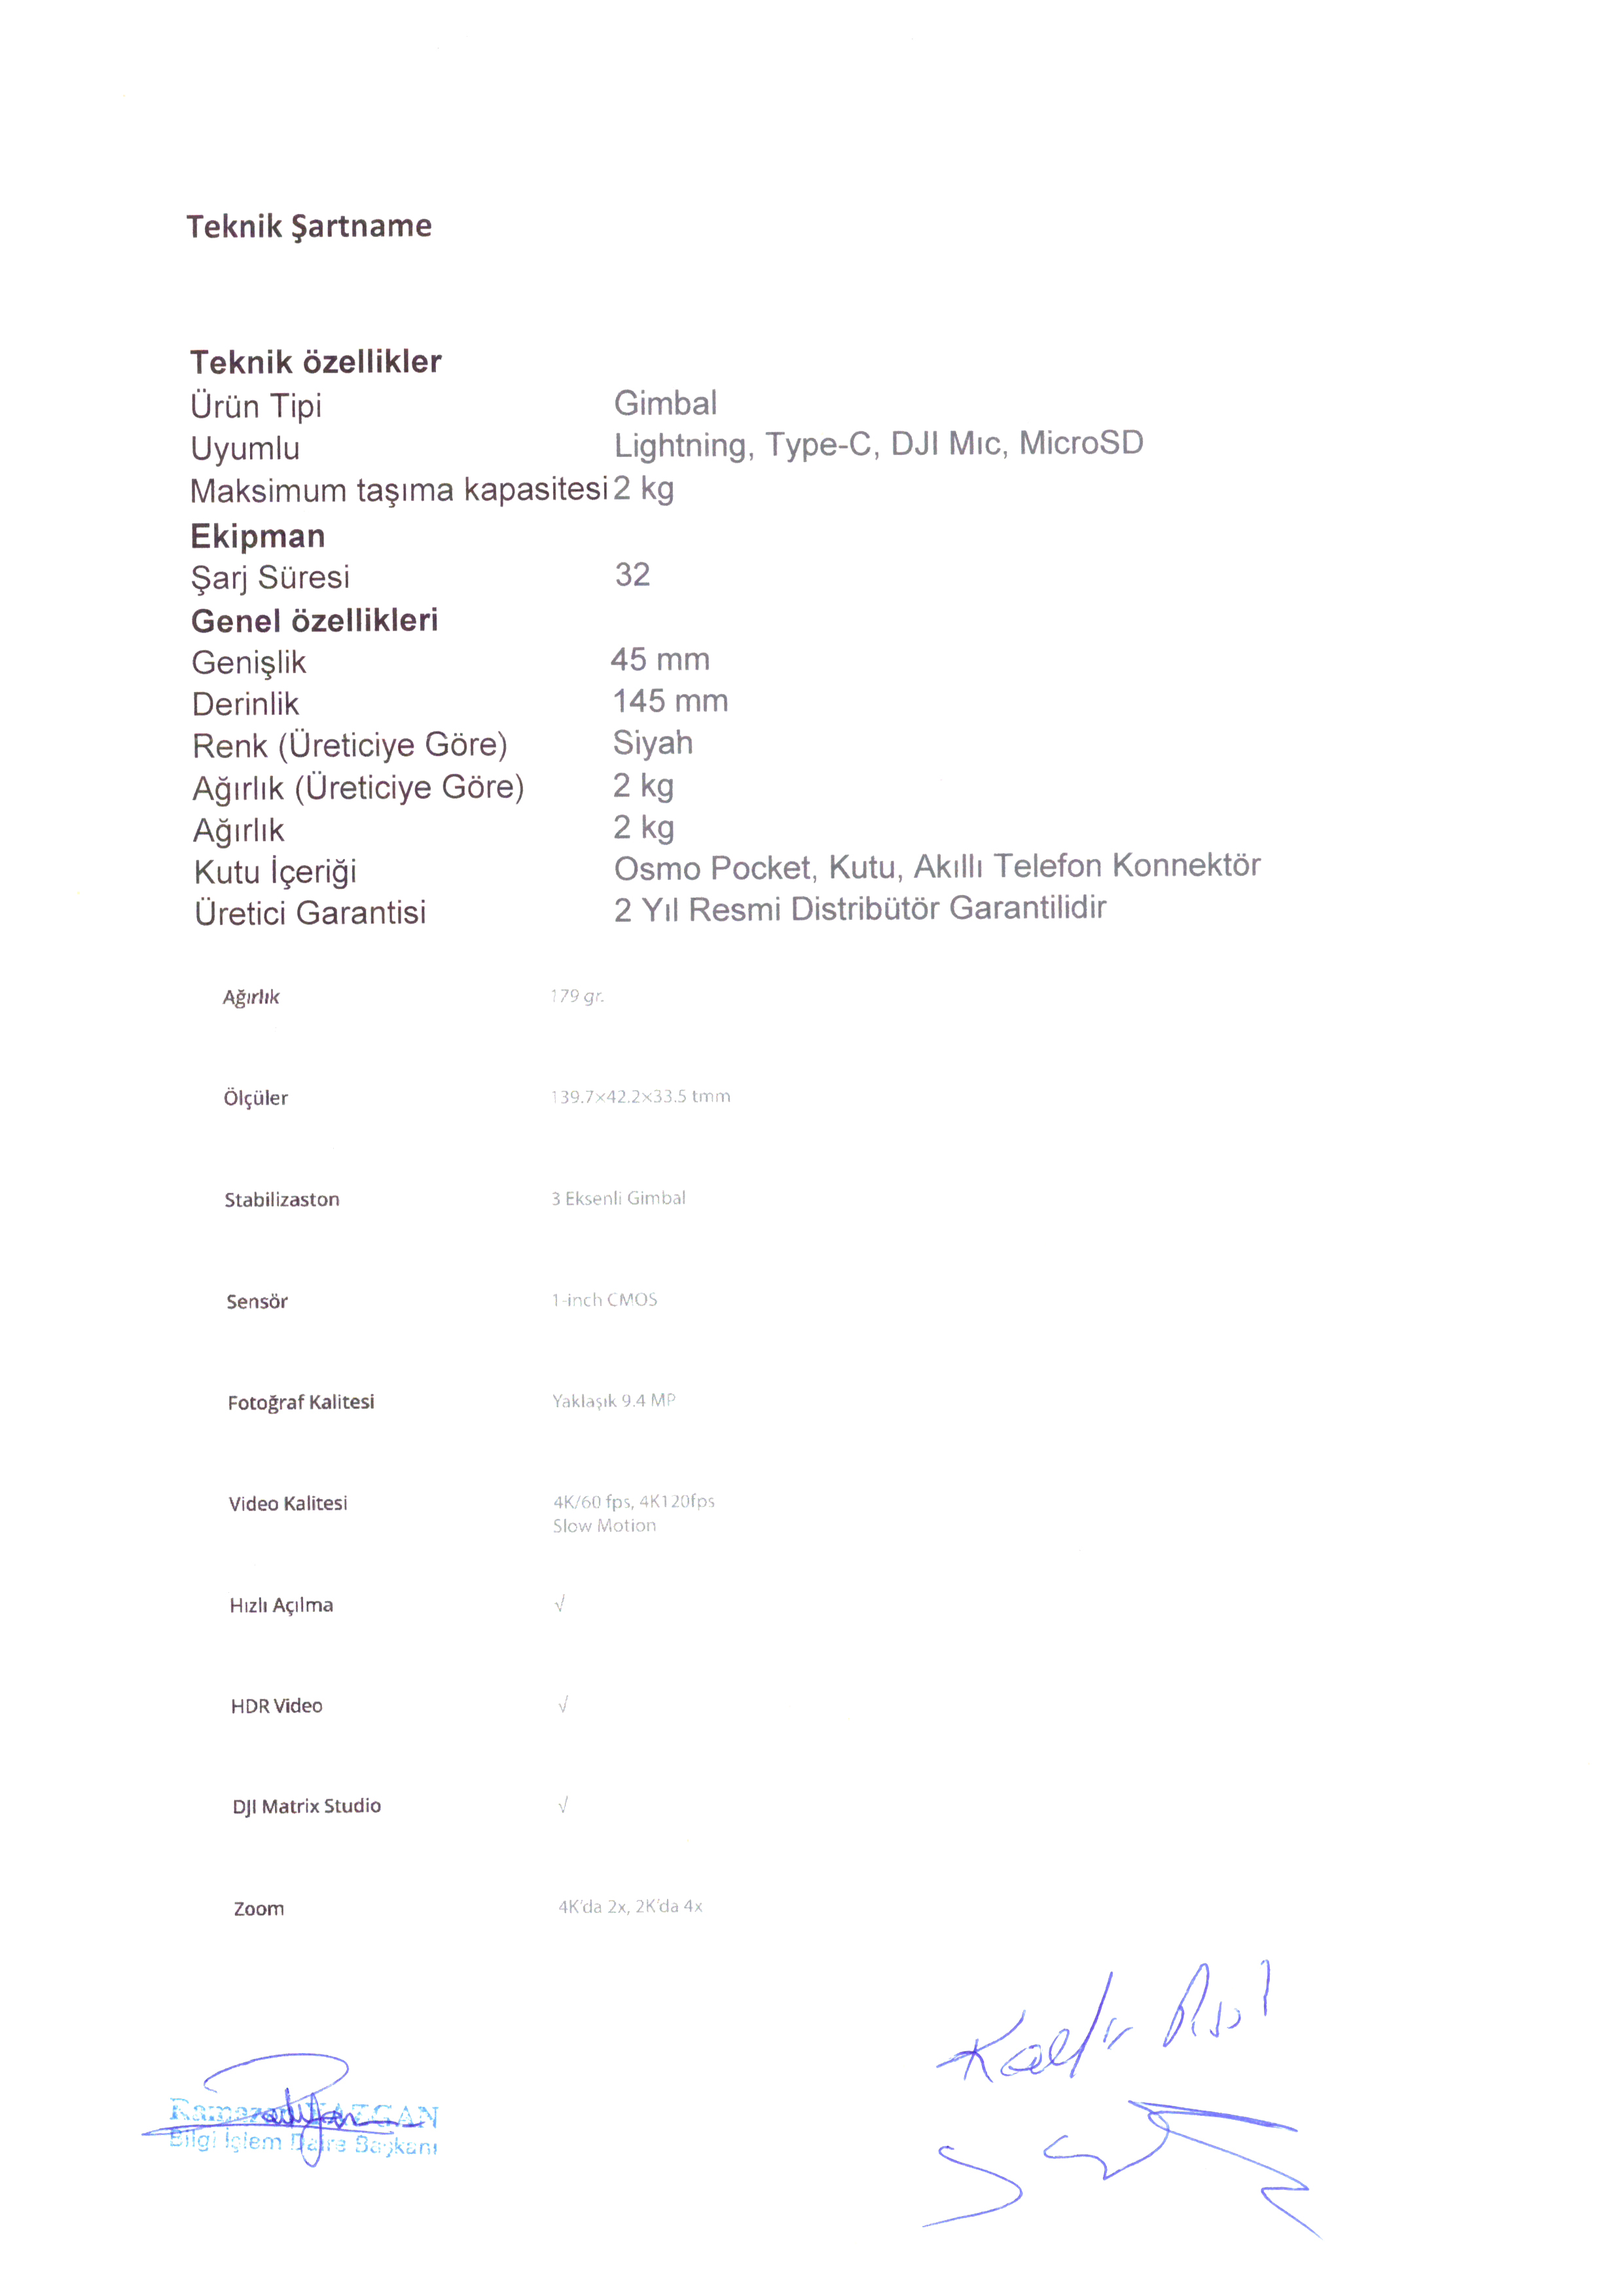 Teknik Şartname
Teknik özellikler
Ürün Tipi Gimbal
Uyumlu Lightning, Type-C, DJI Mıc, MicroSD
Maksimum taşıma kapasitesi 2 kg
Ekipman
Şarj Süresi 32
Genel özellikleri
Genişlik 45 mm
Derinlik 145 mm
Renk (Üreticiye Göre) Siyah
Ağırlık (Üreticiye Göre) 2 kg
Ağırlık 2 kg
Kutu İçeriği Osmo Pocket, Kutu, Akıllı Telefon Konnektör
Üretici Garantisi 2 Yıl Resmi Distribütör Garantilidir
Ağırlık 179 gr.
Ölçüler 139.7×42.2×33.5 tmm
Stabilizaston 3 Eksenli Gimbal
Sensör 1-inch CMOS
Fotoğraf Kalitesi Yaklaşık 9.4 MP
Video Kalitesi 4K/60 fps, 4K120fps
Slow Motion
Hızlı Açılma √
HDR Video √
DJI Matrix Studio √
Zoom 4K'da 2x, 2K'da 4x
Ramazan
Bilgi İşlem Daire Başkanı